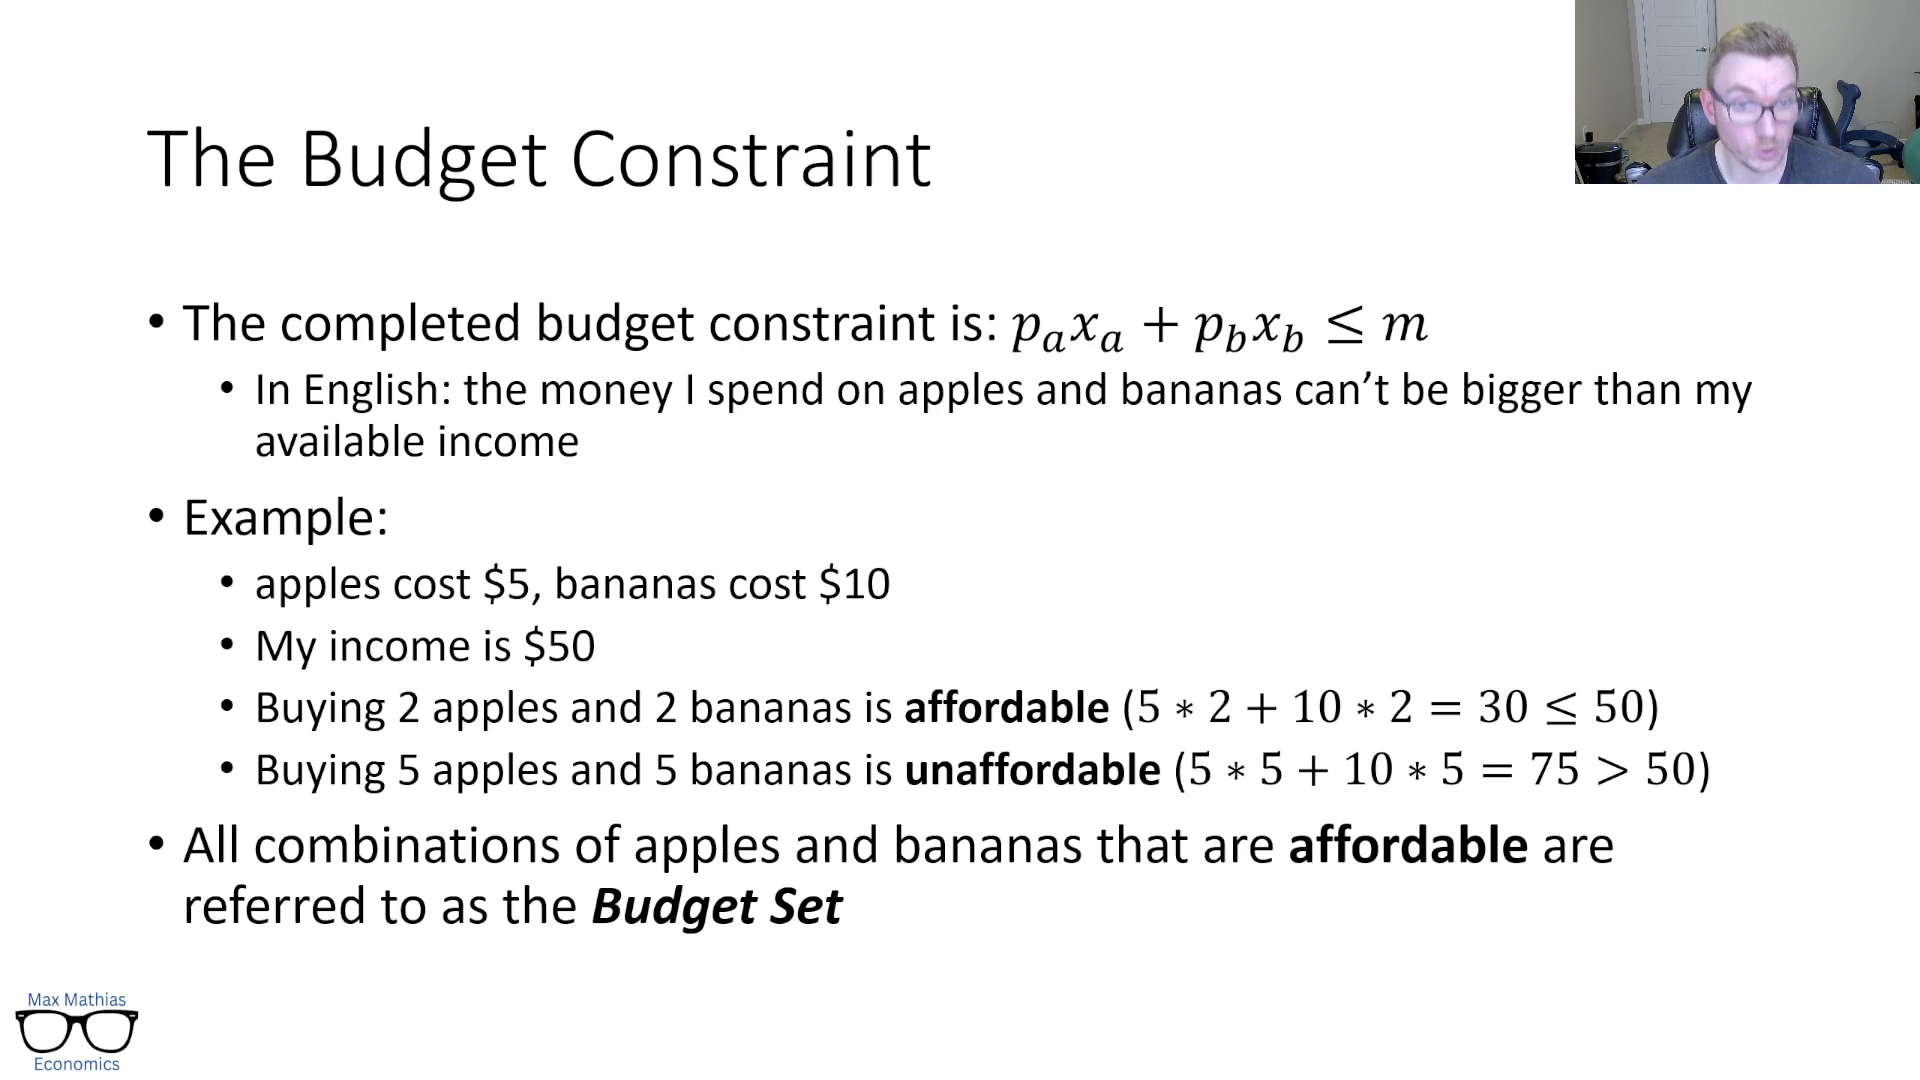 The Budget Constraint
• The completed budget constraint is: pₐxₐ + p_b x_b ≤ m
• In English: the money I spend on apples and bananas can’t be bigger than my
available income
• Example:
• apples cost $5, bananas cost $10
• My income is $50
• Buying 2 apples and 2 bananas is affordable (5 ∗ 2 + 10 ∗ 2 = 30 ≤ 50)
• Buying 5 apples and 5 bananas is unaffordable (5 ∗ 5 + 10 ∗ 5 = 75 > 50)
• All combinations of apples and bananas that are affordable are
referred to as the Budget Set
Max Mathias
Economics